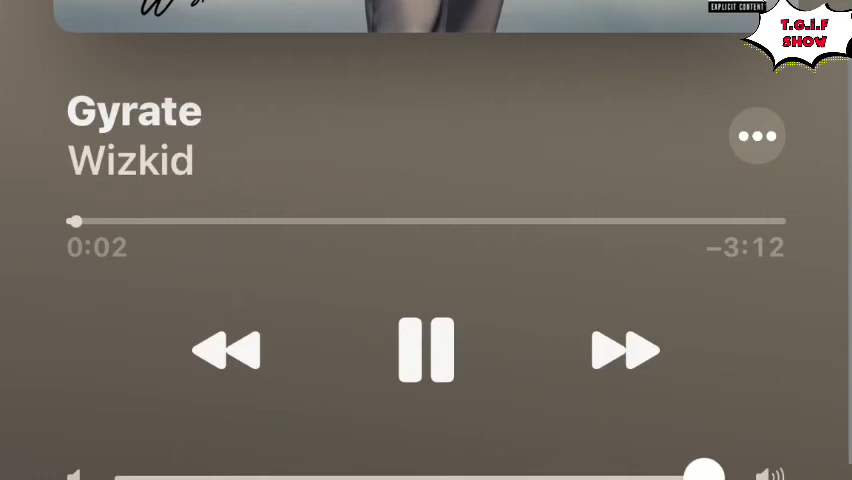 EXPLICIT CONTENT
T.G.I.F
SHOW
Gyrate
Wizkid
0:02
−3:12